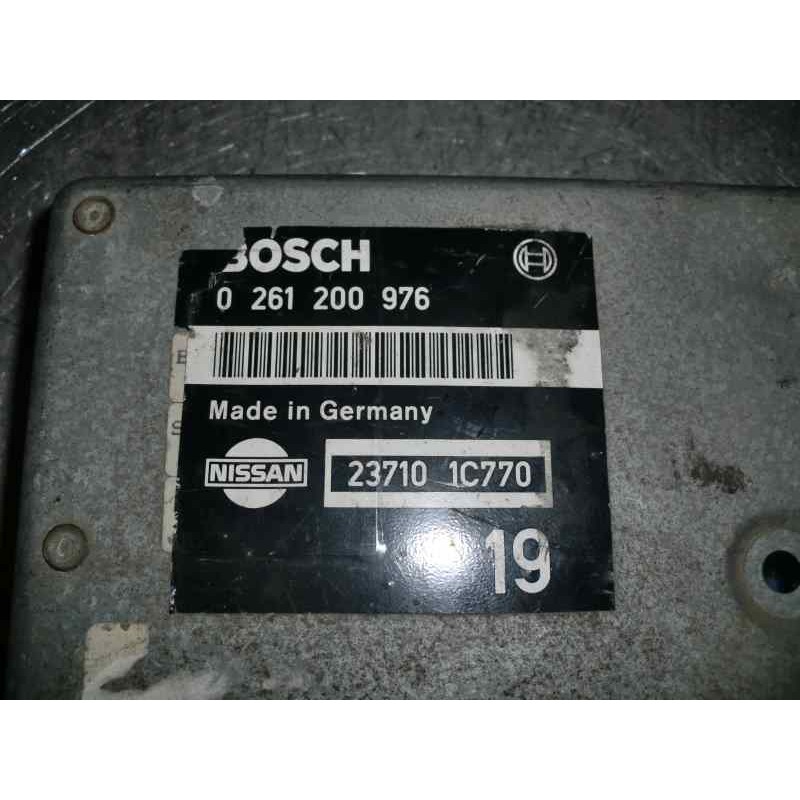 BOSCH
0 261 200 976
E
S
Made in Germany
NISSAN
23710 1C770
19